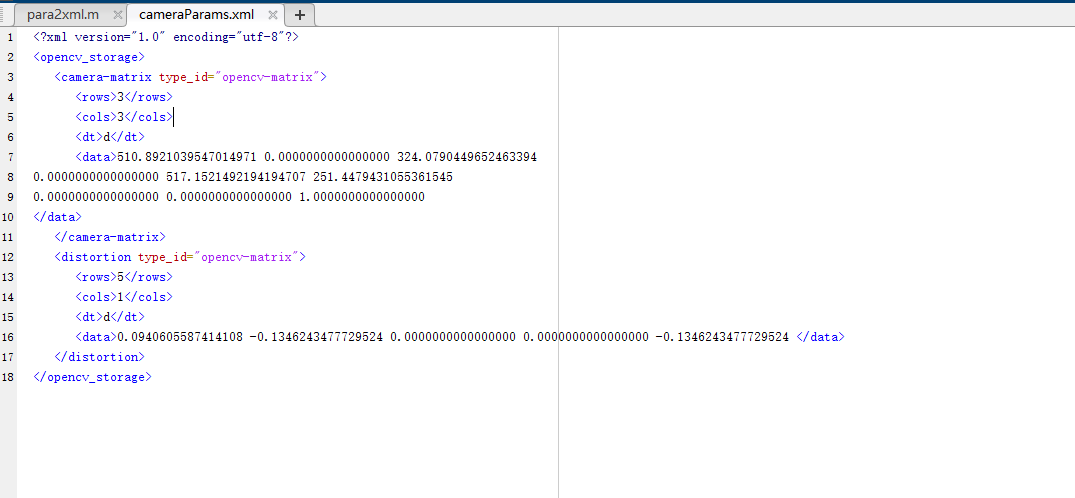 para2xml.m cameraParams.xml
1 <?xml version="1.0" encoding="utf-8"?>
2 <opencv_storage>
3 <camera-matrix type_id="opencv-matrix">
4 <rows>3</rows>
5 <cols>3</cols>
6 <dt>d</dt>
7 <data>510.8921039547014971 0.0000000000000000 324.0790449652463394
8 0.0000000000000000 517.1521492194194707 251.4479431055361545
9 0.0000000000000000 0.0000000000000000 1.0000000000000000
10 </data>
11 </camera-matrix>
12 <distortion type_id="opencv-matrix">
13 <rows>5</rows>
14 <cols>1</cols>
15 <dt>d</dt>
16 <data>0.0940605587414108 -0.1346243477729524 0.0000000000000000 0.0000000000000000 -0.1346243477729524 </data>
17 </distortion>
18 </opencv_storage>